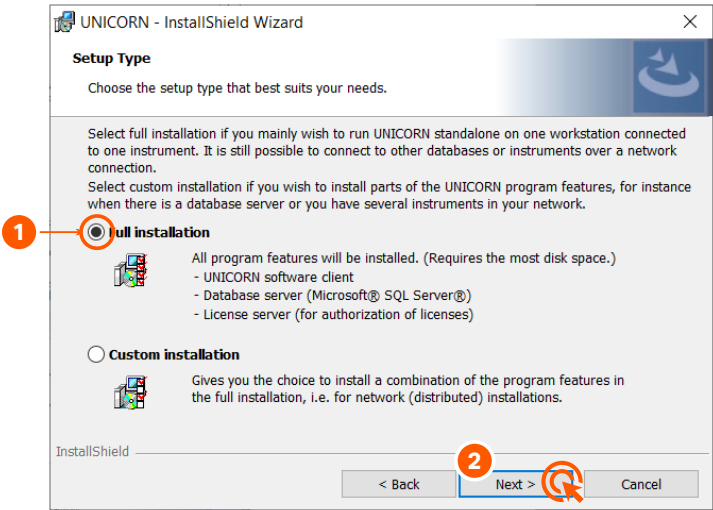 UNICORN - InstallShield Wizard
Setup Type
Choose the setup type that best suits your needs.
Select full installation if you mainly wish to run UNICORN standalone on one workstation connected
to one instrument. It is still possible to connect to other databases or instruments over a network
connection.
Select custom installation if you wish to install parts of the UNICORN program features, for instance
when there is a database server or you have several instruments in your network.
1
ull installation
All program features will be installed. (Requires the most disk space.)
- UNICORN software client
- Database server (Microsoft® SQL Server®)
- License server (for authorization of licenses)
Custom installation
Gives you the choice to install a combination of the program features in
the full installation, i.e. for network (distributed) installations.
InstallShield
2
< Back
Next >
Cancel